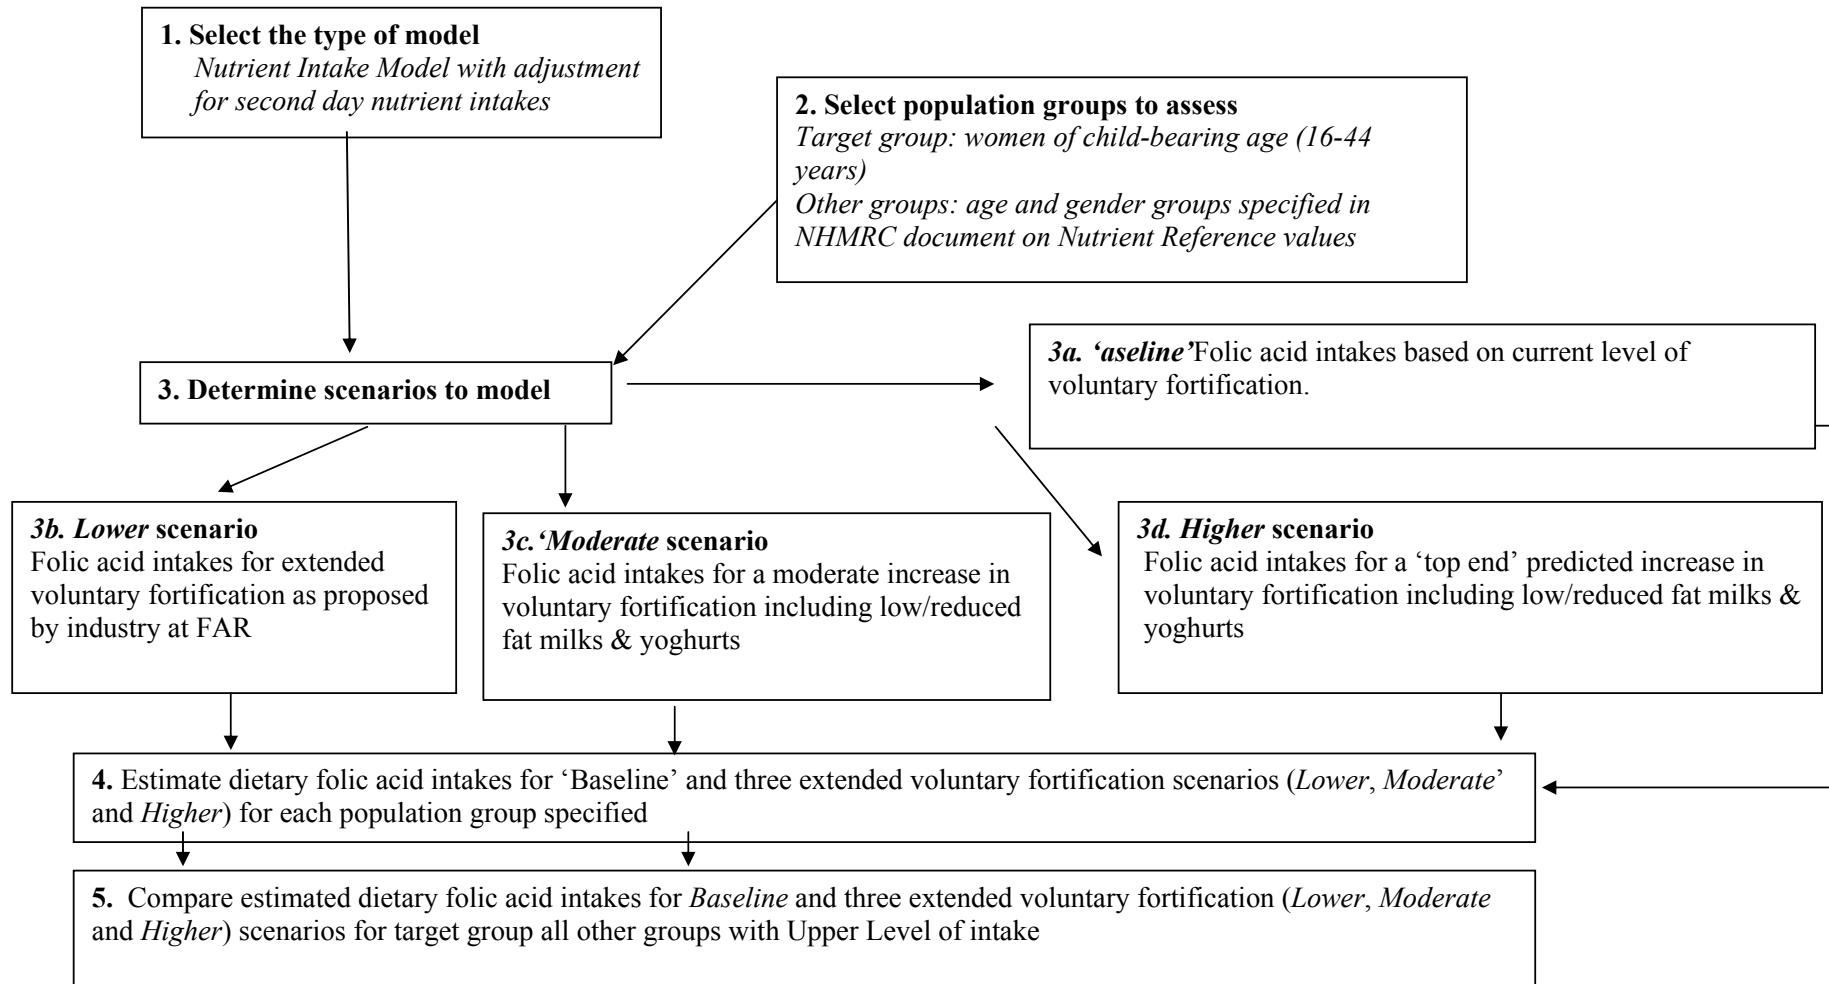 1. Select the type of model
Nutrient Intake Model with adjustment
for second day nutrient intakes
2. Select population groups to assess
Target group: women of child-bearing age (16-44
years)
Other groups: age and gender groups specified in
NHMRC document on Nutrient Reference values
3. Determine scenarios to model
3a. ‘aseline’Folic acid intakes based on current level of
voluntary fortification.
3b. Lower scenario
Folic acid intakes for extended
voluntary fortification as proposed
by industry at FAR
3c.‘Moderate scenario
Folic acid intakes for a moderate increase in
voluntary fortification including low/reduced
fat milks & yoghurts
3d. Higher scenario
Folic acid intakes for a ‘top end’ predicted increase in
voluntary fortification including low/reduced fat milks &
yoghurts
4. Estimate dietary folic acid intakes for ‘Baseline’ and three extended voluntary fortification scenarios (Lower, Moderate’
and Higher) for each population group specified
5. Compare estimated dietary folic acid intakes for Baseline and three extended voluntary fortification (Lower, Moderate
and Higher) scenarios for target group all other groups with Upper Level of intake